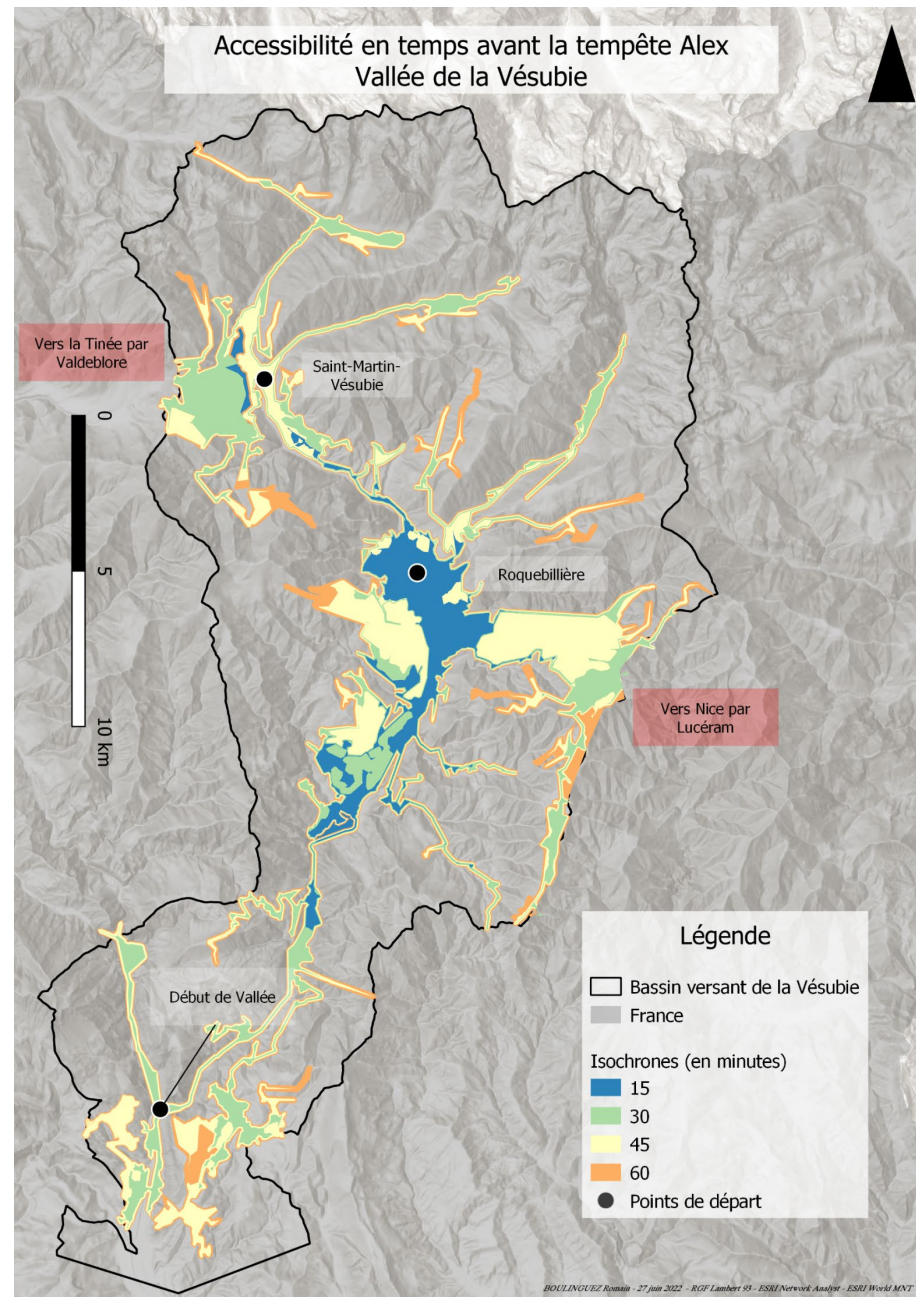 Accessibilité en temps avant la tempête Alex
Vallée de la Vésubie
Vers la Tinée par
Valdeblore
Saint-Martin-
Vésubie
0
5
10 km
Roquebillière
Vers Nice par
Lucéram
Début de Vallée
Légende
Bassin versant de la Vésubie
France
Isochrones (en minutes)
15
30
45
60
Points de départ
BOULINGUEZ Romain - 27 juin 2022 - RGF Lambert 93 - ESRI Network Analyst - ESRI World MNT